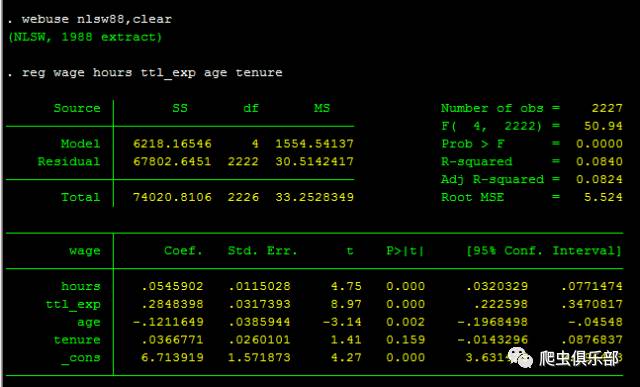 . webuse nlsw88,clear
(NLSW, 1988 extract)
. reg wage hours ttl_exp age tenure
Source SS df MS Number of obs = 2227
F( 4, 2222) = 50.94
Model 6218.16546 4 1554.54137 Prob > F = 0.0000
Residual 67802.6451 2222 30.5142417 R-squared = 0.0840
Adj R-squared = 0.0824
Total 74020.8106 2226 33.2528349 Root MSE = 5.524
wage Coef. Std. Err. t P>|t| [95% Conf. Interval]
hours .0545902 .0115028 4.75 0.000 .0320329 .0771474
ttl_exp .2848398 .0317393 8.97 0.000 .222598 .3470817
age -.1211649 .0385944 -3.14 0.002 -.1968498 -.04548
tenure .0366771 .0260101 1.41 0.159 -.0143296 .0876837
_cons 6.713919 1.571873 4.27 0.000
爬虫俱乐部